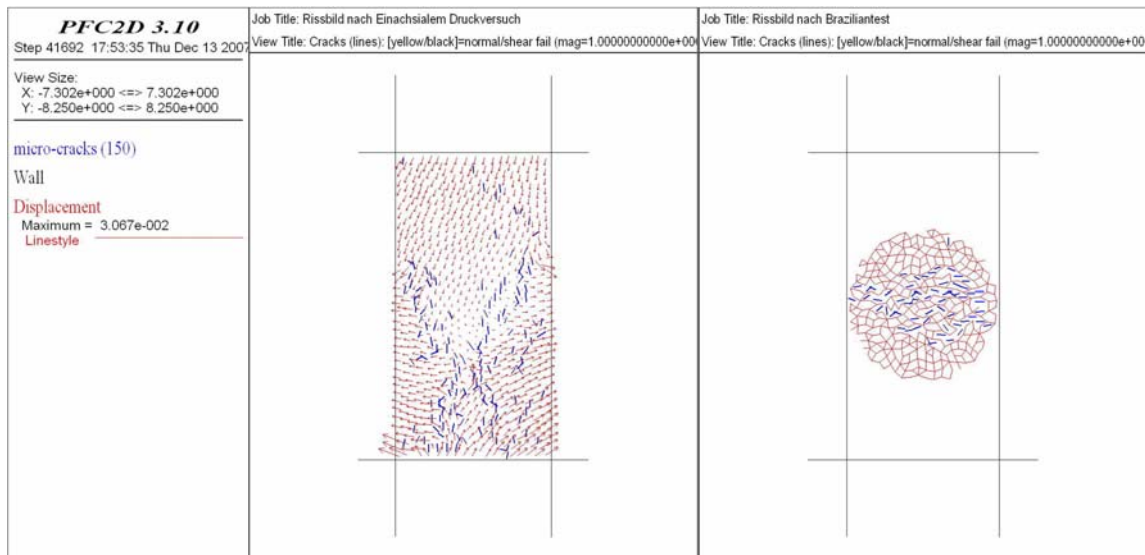 PFC2D 3.10
Step 41692 17:53:35 Thu Dec 13 2007
View Size:
X: -7.302e+000 <=> 7.302e+000
Y: -8.250e+000 <=> 8.250e+000
micro-cracks (150)
Wall
Displacement
Maximum = 3.067e-002
Linestyle
Job Title: Rissbild nach Einachsialem Druckversuch
View Title: Cracks (lines): [yellow/black]=normal/shear fail (mag=1.00000000000e+00
Job Title: Rissbild nach Braziliantest
View Title: Cracks (lines): [yellow/black]=normal/shear fail (mag=1.00000000000e+00